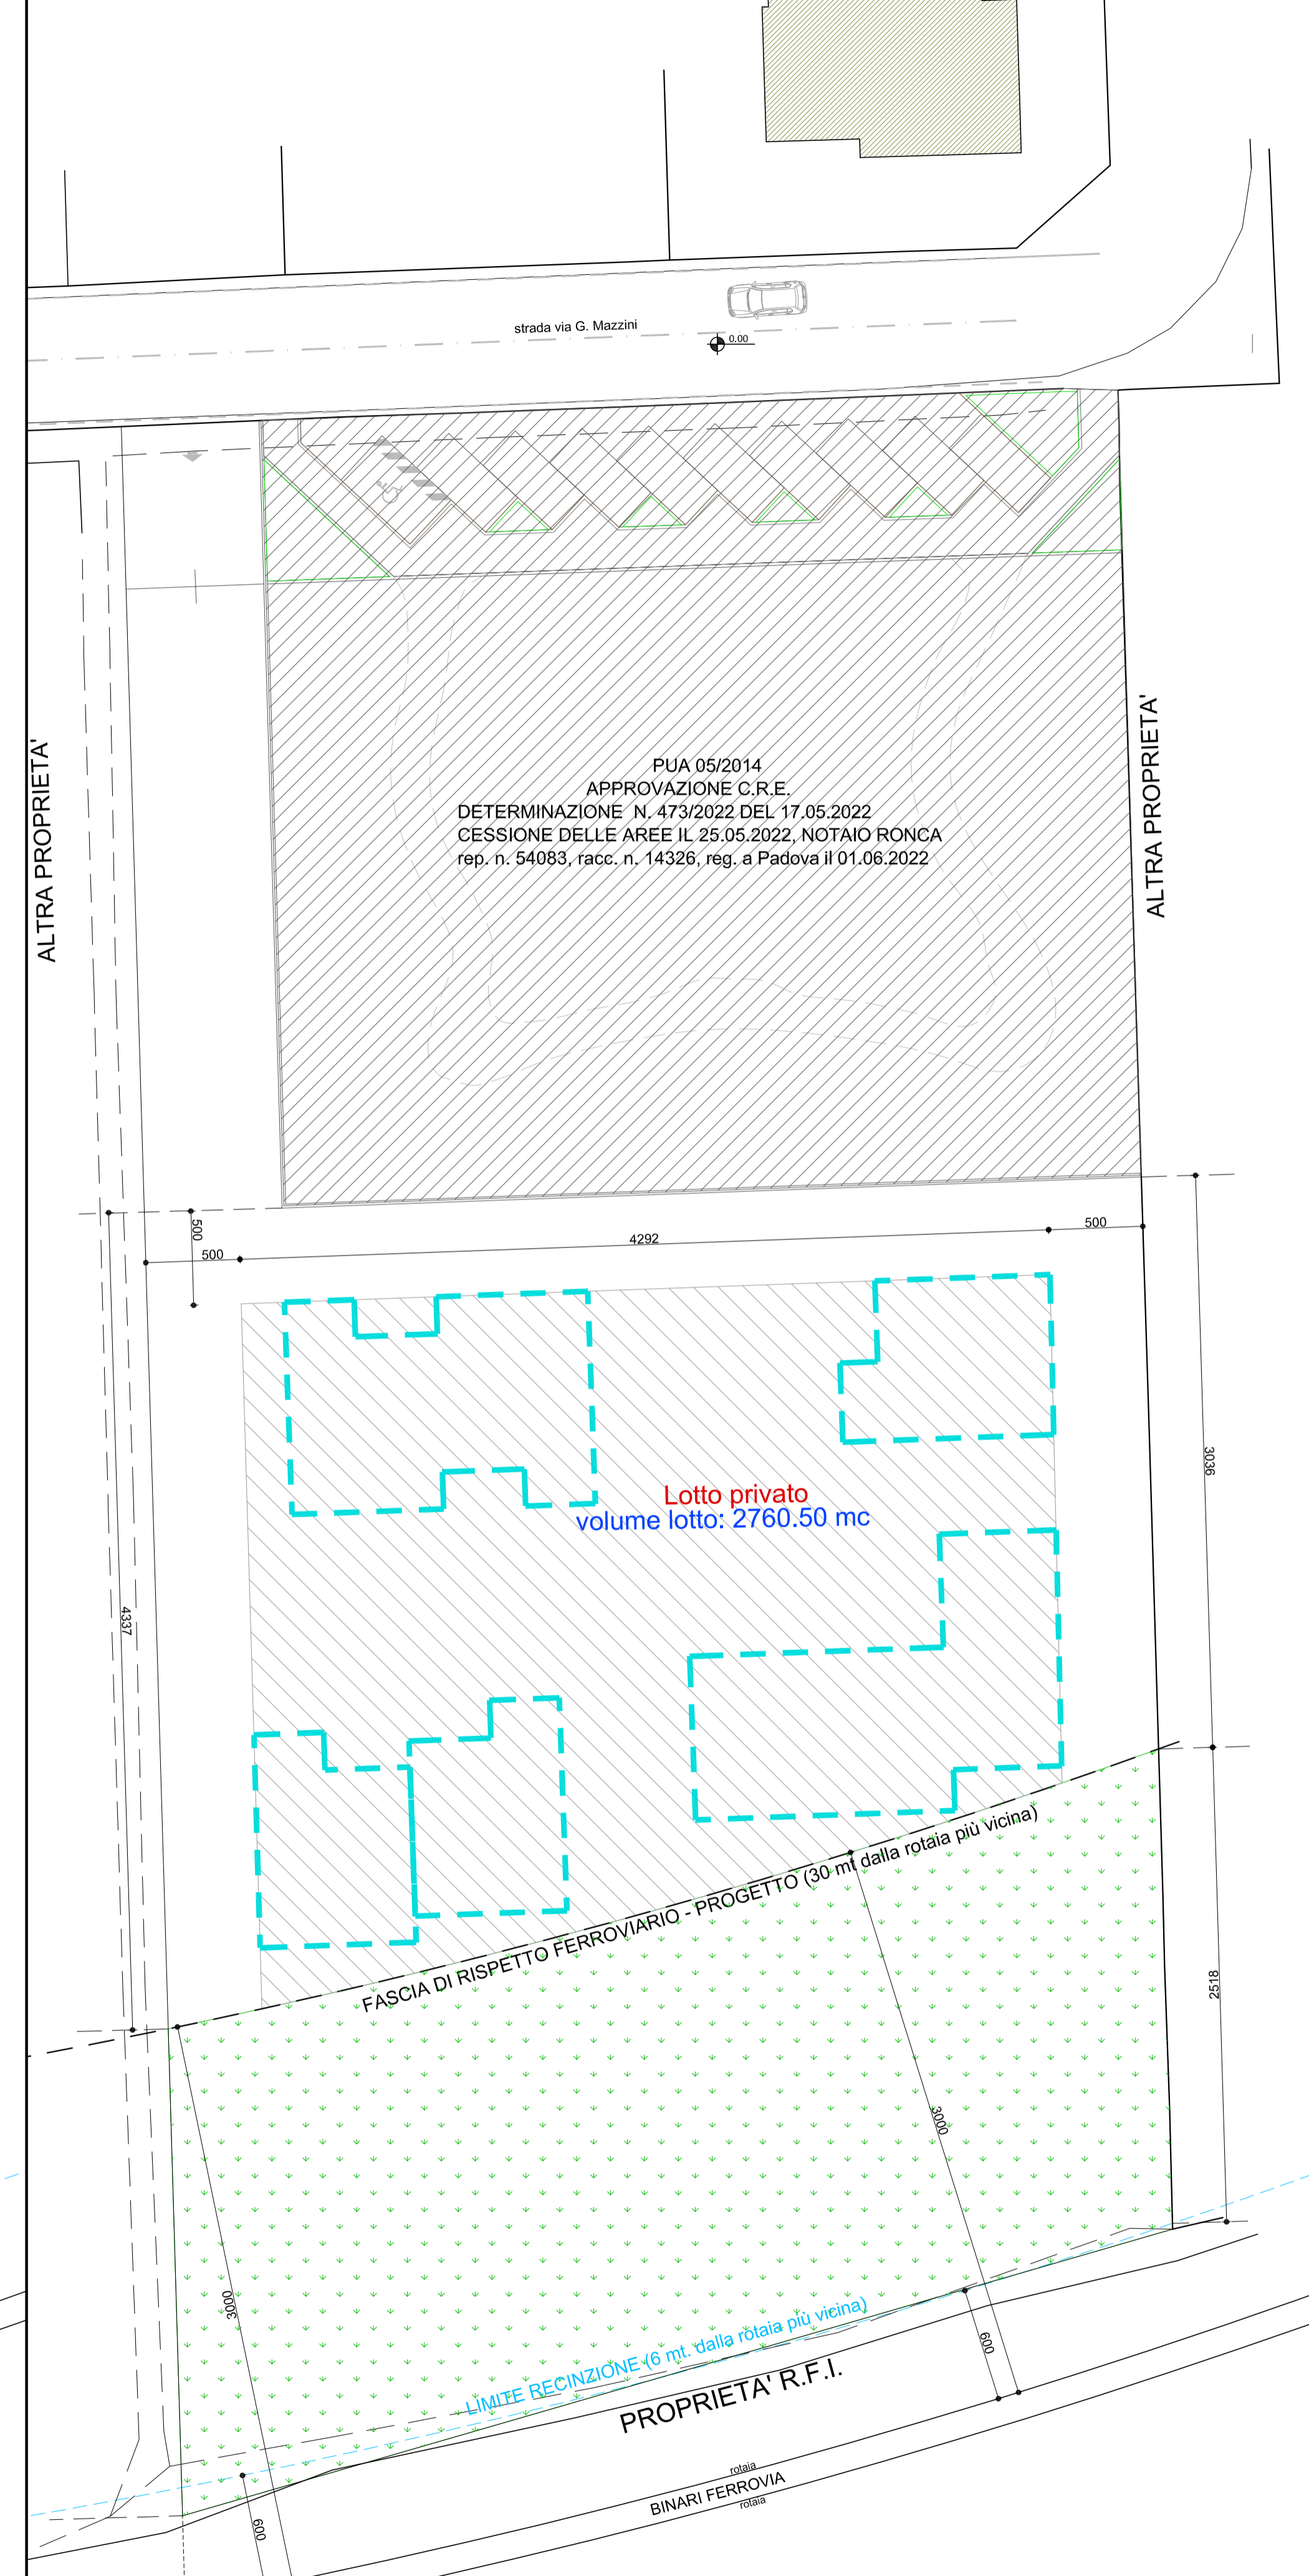 strada via G. Mazzini
0.00
ALTRA PROPRIETA'
ALTRA PROPRIETA'
PUA 05/2014
APPROVAZIONE C.R.E.
DETERMINAZIONE N. 473/2022 DEL 17.05.2022
CESSIONE DELLE AREE IL 25.05.2022, NOTAIO RONCA
rep. n. 54083, racc. n. 14326, reg. a Padova il 01.06.2022
500
500
4292
500
3036
Lotto privato
volume lotto: 2760.50 mc
4337
FASCIA DI RISPETTO FERROVIARIO - PROGETTO (30 mt dalla rotaia più vicina)
2518
3000
3000
LIMITE RECINZIONE (6 mt. dalla rotaia più vicina)
600
PROPRIETA' R.F.I.
rotaia
BINARI FERROVIA
rotaia
600